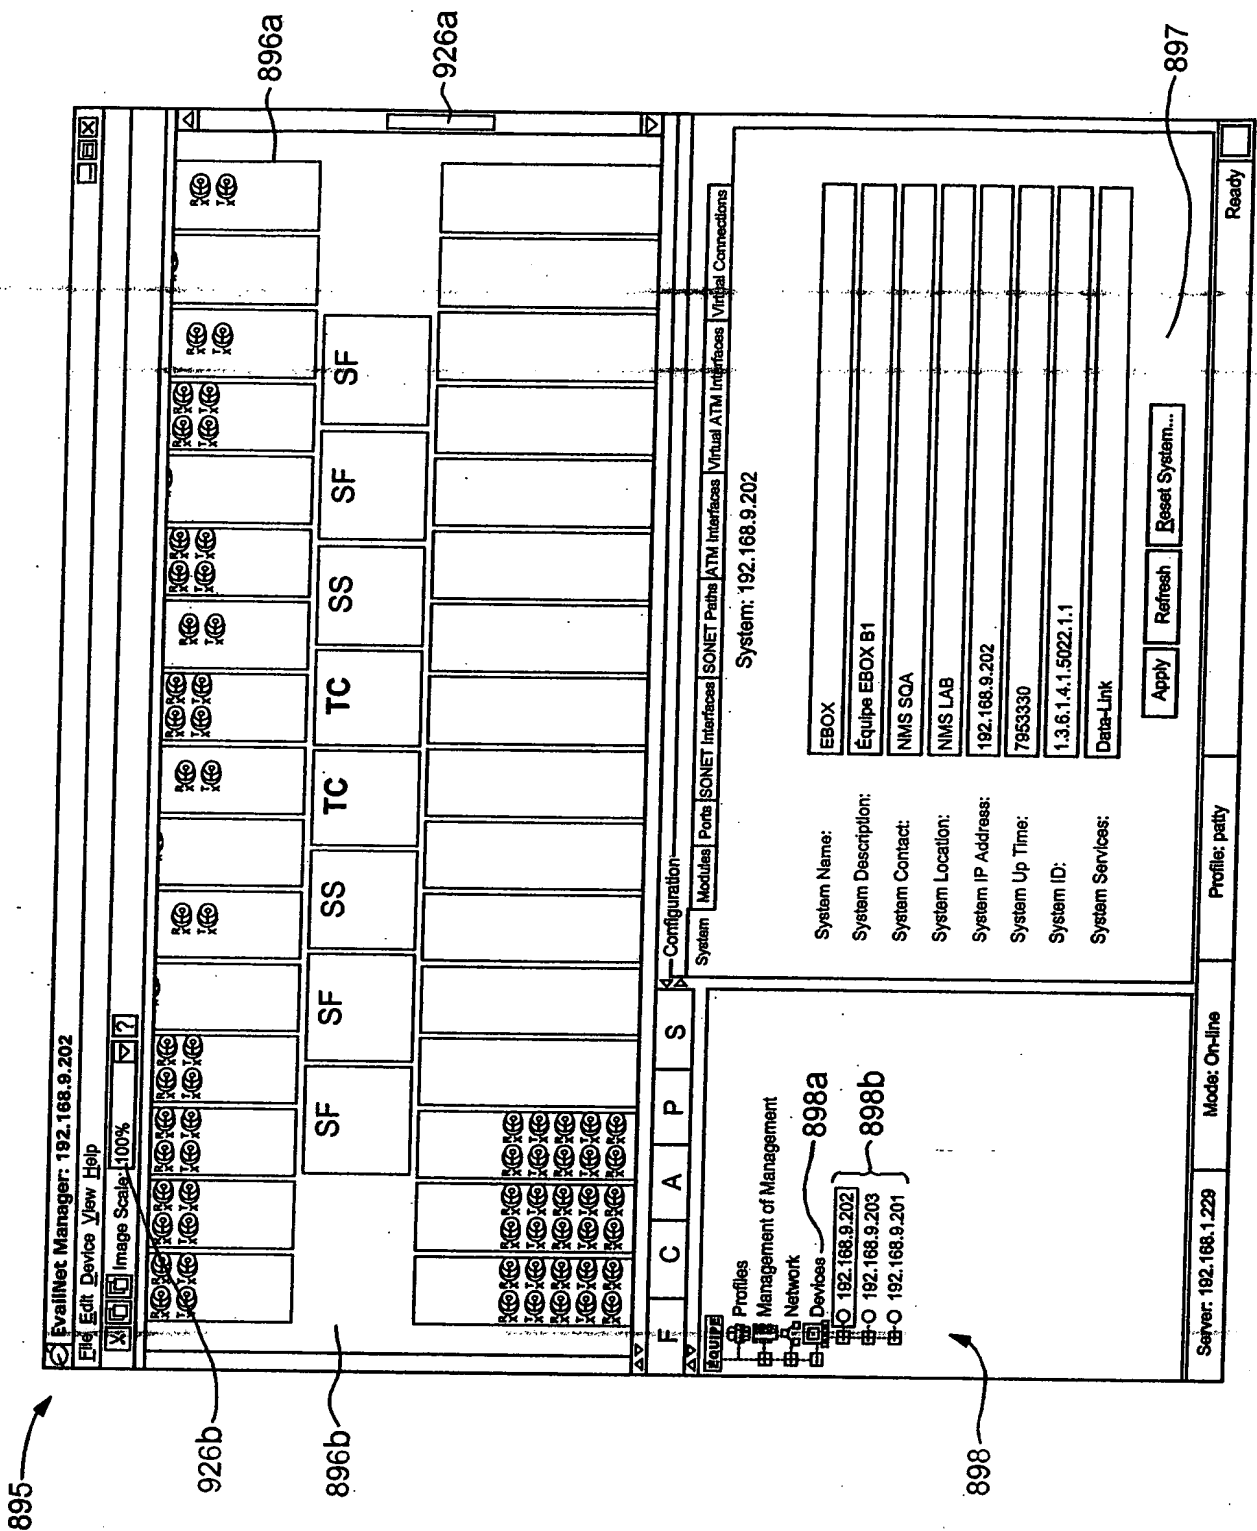 895
EvailNet Manager: 192.168.9.202
File Edit Device View Help
Image Scale: 100% ?
926b
896b
896a
926a
SF SF SS TC TC SS SF SF
F C A P S
ÉQUIPE
Profiles
Management of Management
Network
Devices
192.168.9.202
192.168.9.203
192.168.9.201
898a
898b
898
Configuration
System Modules Ports SONET Interfaces SONET Paths ATM Interfaces Virtual ATM Interfaces Virtual Connections
System: 192.168.9.202
System Name: EBOX
System Description: Équipe EBOX B1
System Contact: NMS SQA
System Location: NMS LAB
System IP Address: 192.168.9.202
System Up Time: 7953330
System ID: 1.3.6.1.4.1.5022.1.1
System Services: Data-Link
Apply Refresh Reset System...
897
Server: 192.168.1.229 Mode: On-line Profile: patty Ready